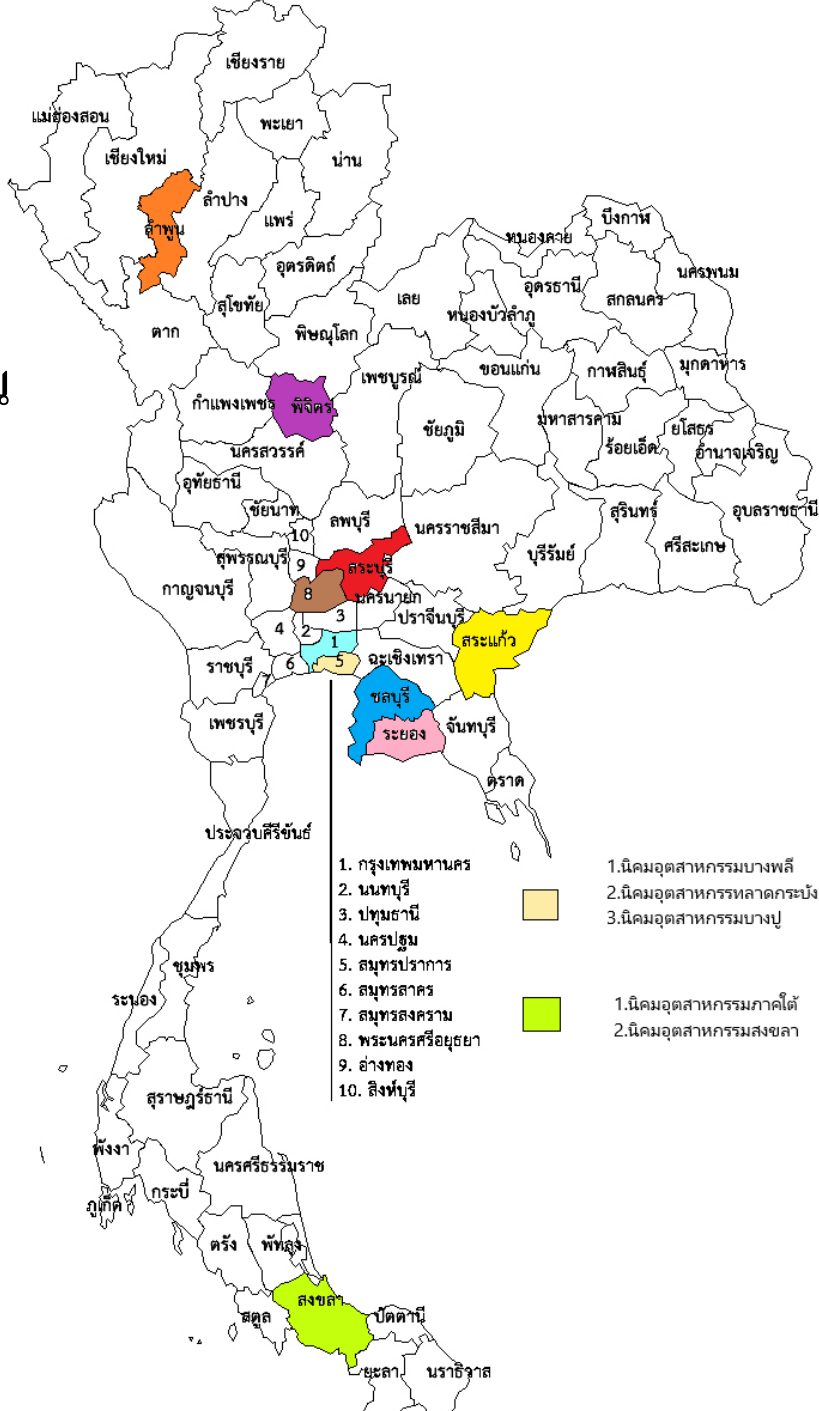 เชียงราย
แม่ฮ่องสอน
พะเยา
เชียงใหม่
น่าน
ลำปาง
แพร่
ลำพูน
บึงกาฬ
หนองคาย
อุตรดิตถ์
นครพนม
อุดรธานี
สกลนคร
เลย
สุโขทัย
หนองบัวลำภู
ตาก
พิษณุโลก
ขอนแก่น
กาฬสินธุ์
มุกดาหาร
เพชบูรณ์
กำแพงเพชร
พิจิตร
มหาสารคาม
ยโสธร
ชัยภูมิ
ร้อยเอ็ด
อำนาจเจริญ
นครสวรรค์
อุทัยธานี
ชัยนาท
ลพบุรี
นครราชสีมา
สุรินทร์
อุบลราชธานี
10
บุรีรัมย์
ศรีสะเกษ
สุพรรณบุรี
9
สระบุรี
กาญจนบุรี
8
นครนายก
3
ปราจีนบุรี
4
2
1
สระแก้ว
ราชบุรี
6
5
ฉะเชิงเทรา
7
ชลบุรี
เพชรบุรี
ระยอง
จันทบุรี
ตราด
ประจวบคีรีขันธ์
1. กรุงเทพมหานคร
2. นนทบุรี
3. ปทุมธานี
4. นครปฐม
5. สมุทรปราการ
6. สมุทรสาคร
7. สมุทรสงคราม
8. พระนครศรีอยุธยา
9. อ่างทอง
10. สิงห์บุรี
1.นิคมอุตสาหกรรมบางพลี
2.นิคมอุตสาหกรรทลาดกระบัง
3.นิคมอุตสาหกรรมบางปู
1.นิคมอุตสาหกรรมภาคใต้
2.นิคมอุตสาหกรรมสงขลา
ชุมพร
ระนอง
สุราษฎร์ธานี
พังงา
นครศรีธรรมราช
กระบี่
ภูเก็ต
ตรัง
พัทลุง
สงขลา
สตูล
ปัตตานี
ยะลา
นราธิวาส